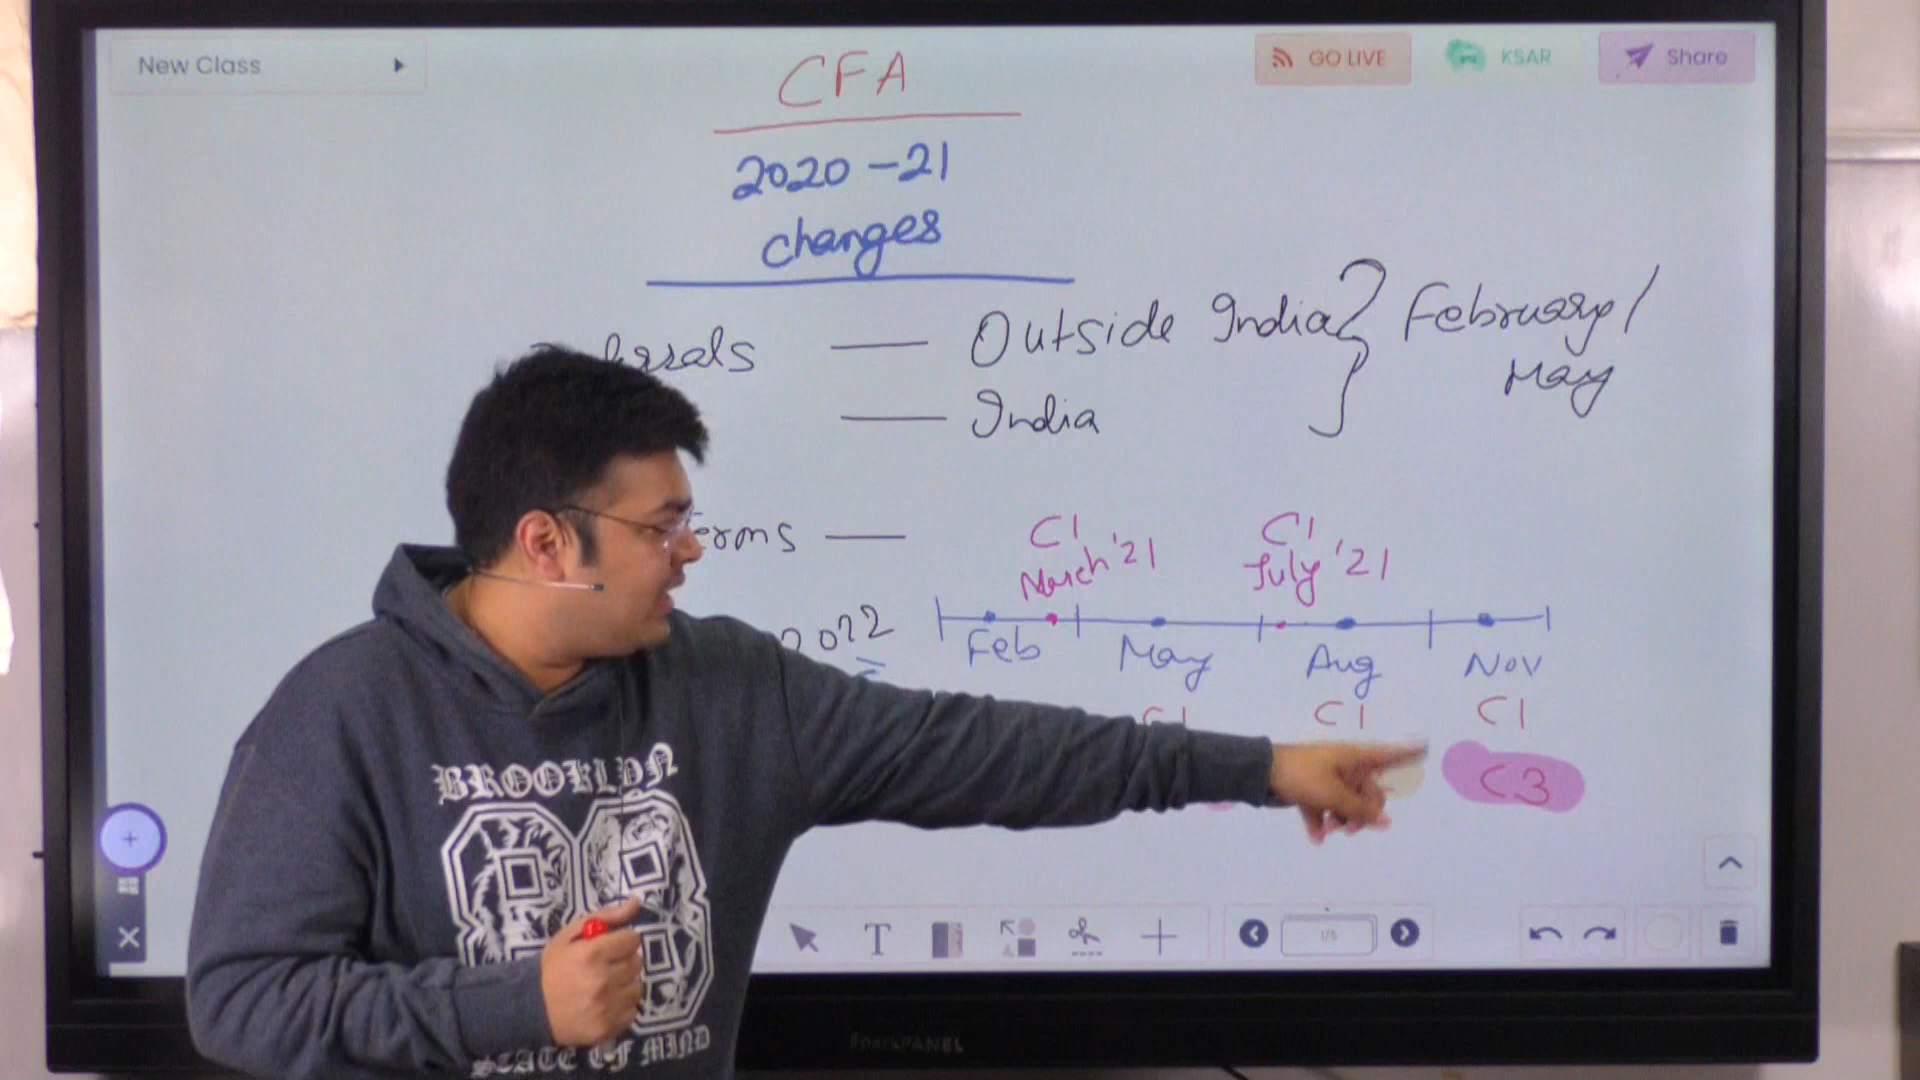 New Class
GO LIVE
KSAR
Share
CFA
2020-21
changes
Outside India
February/
May
India
C1
March '21
C1
July '21
2022
Feb
May
Aug
Nov
C1
C1
C1
C3
T
BROOKLYN
STATE OF MIND